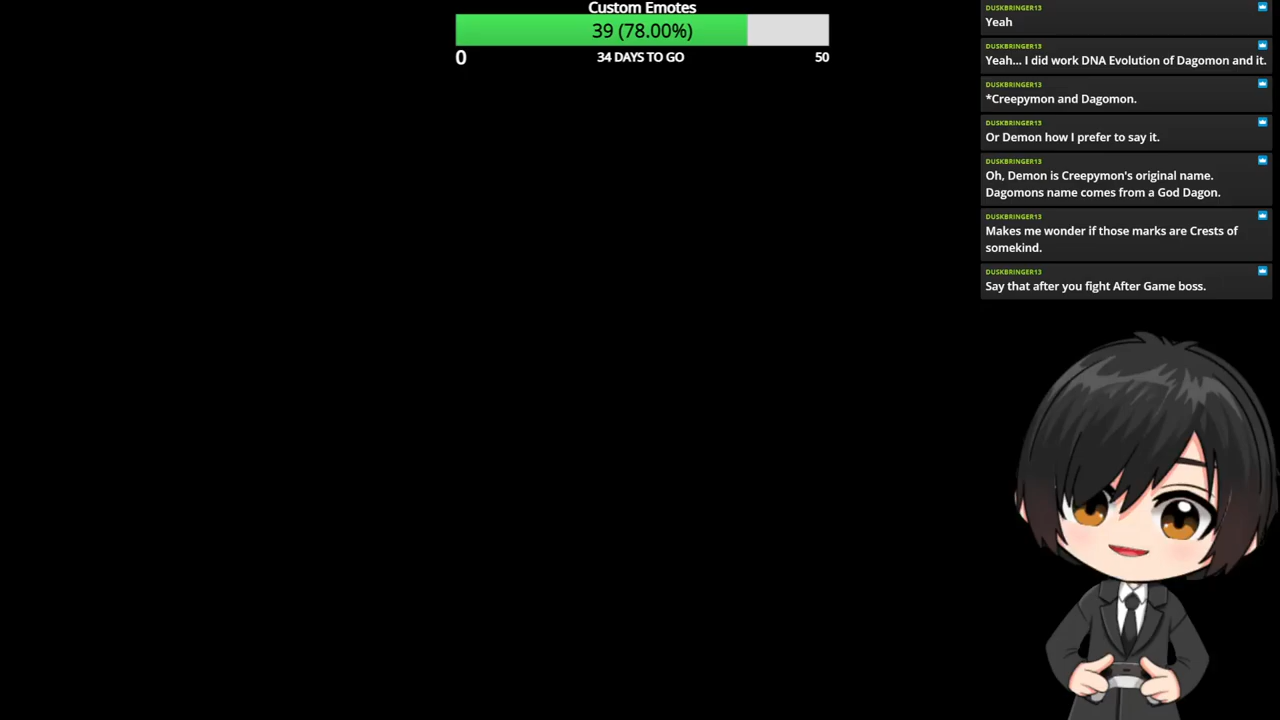 Custom Emotes
39 (78.00%)
0
34 DAYS TO GO
50
DUSKBRINGER13
Yeah
DUSKBRINGER13
Yeah... I did work DNA Evolution of Dagomon and it.
DUSKBRINGER13
*Creepymon and Dagomon.
DUSKBRINGER13
Or Demon how I prefer to say it.
DUSKBRINGER13
Oh, Demon is Creepymon's original name.
Dagomons name comes from a God Dagon.
DUSKBRINGER13
Makes me wonder if those marks are Crests of
somekind.
DUSKBRINGER13
Say that after you fight After Game boss.